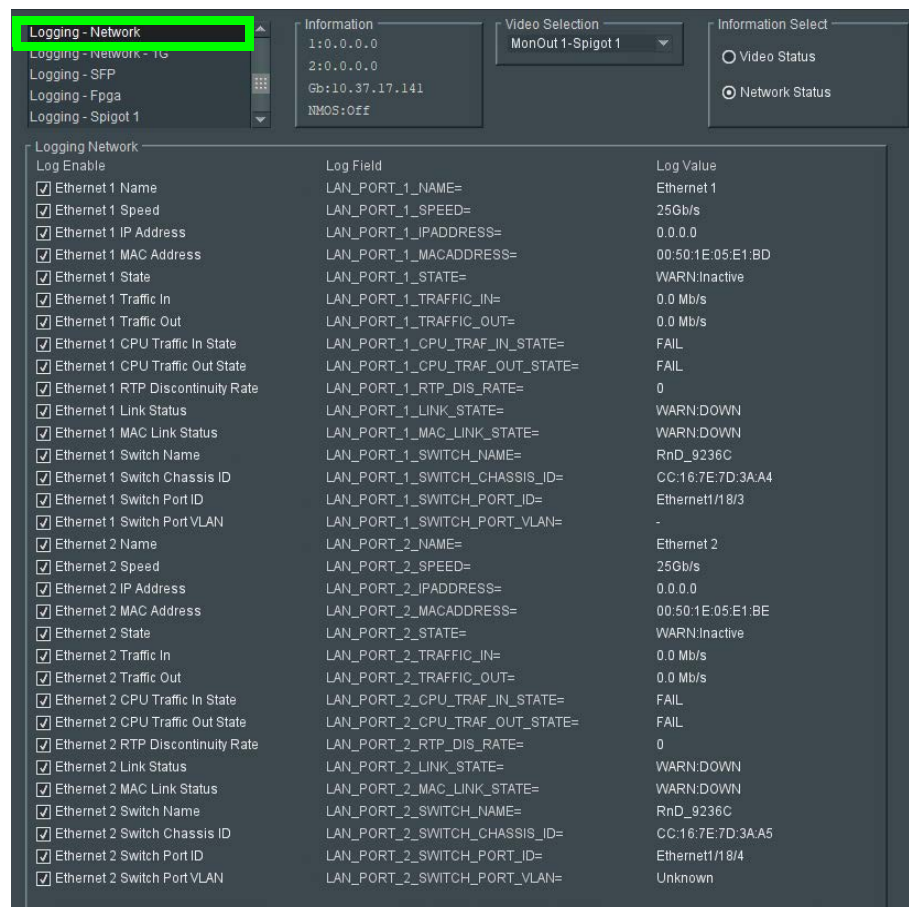 Logging - Network
Logging - Network - 1G
Logging - SFP
Logging - Fpga
Logging - Spigot 1
Information
1:0.0.0.0
2:0.0.0.0
Gb:10.37.17.141
NMOS:Off
Video Selection
MonOut 1-Spigot 1
Information Select
Video Status
Network Status
Logging Network
Log Enable Log Field Log Value
Ethernet 1 Name LAN_PORT_1_NAME= Ethernet 1
Ethernet 1 Speed LAN_PORT_1_SPEED= 25Gb/s
Ethernet 1 IP Address LAN_PORT_1_IPADDRESS= 0.0.0.0
Ethernet 1 MAC Address LAN_PORT_1_MACADDRESS= 00:50:1E:05:E1:BD
Ethernet 1 State LAN_PORT_1_STATE= WARN:Inactive
Ethernet 1 Traffic In LAN_PORT_1_TRAFFIC_IN= 0.0 Mb/s
Ethernet 1 Traffic Out LAN_PORT_1_TRAFFIC_OUT= 0.0 Mb/s
Ethernet 1 CPU Traffic In State LAN_PORT_1_CPU_TRAF_IN_STATE= FAIL
Ethernet 1 CPU Traffic Out State LAN_PORT_1_CPU_TRAF_OUT_STATE= FAIL
Ethernet 1 RTP Discontinuity Rate LAN_PORT_1_RTP_DIS_RATE= 0
Ethernet 1 Link Status LAN_PORT_1_LINK_STATE= WARN:DOWN
Ethernet 1 MAC Link Status LAN_PORT_1_MAC_LINK_STATE= WARN:DOWN
Ethernet 1 Switch Name LAN_PORT_1_SWITCH_NAME= RnD_9236C
Ethernet 1 Switch Chassis ID LAN_PORT_1_SWITCH_CHASSIS_ID= CC:16:7E:7D:3A:A4
Ethernet 1 Switch Port ID LAN_PORT_1_SWITCH_PORT_ID= Ethernet1/18/3
Ethernet 1 Switch Port VLAN LAN_PORT_1_SWITCH_PORT_VLAN= -
Ethernet 2 Name LAN_PORT_2_NAME= Ethernet 2
Ethernet 2 Speed LAN_PORT_2_SPEED= 25Gb/s
Ethernet 2 IP Address LAN_PORT_2_IPADDRESS= 0.0.0.0
Ethernet 2 MAC Address LAN_PORT_2_MACADDRESS= 00:50:1E:05:E1:BE
Ethernet 2 State LAN_PORT_2_STATE= WARN:Inactive
Ethernet 2 Traffic In LAN_PORT_2_TRAFFIC_IN= 0.0 Mb/s
Ethernet 2 Traffic Out LAN_PORT_2_TRAFFIC_OUT= 0.0 Mb/s
Ethernet 2 CPU Traffic In State LAN_PORT_2_CPU_TRAF_IN_STATE= FAIL
Ethernet 2 CPU Traffic Out State LAN_PORT_2_CPU_TRAF_OUT_STATE= FAIL
Ethernet 2 RTP Discontinuity Rate LAN_PORT_2_RTP_DIS_RATE= 0
Ethernet 2 Link Status LAN_PORT_2_LINK_STATE= WARN:DOWN
Ethernet 2 MAC Link Status LAN_PORT_2_MAC_LINK_STATE= WARN:DOWN
Ethernet 2 Switch Name LAN_PORT_2_SWITCH_NAME= RnD_9236C
Ethernet 2 Switch Chassis ID LAN_PORT_2_SWITCH_CHASSIS_ID= CC:16:7E:7D:3A:A5
Ethernet 2 Switch Port ID LAN_PORT_2_SWITCH_PORT_ID= Ethernet1/18/4
Ethernet 2 Switch Port VLAN LAN_PORT_2_SWITCH_PORT_VLAN= Unknown